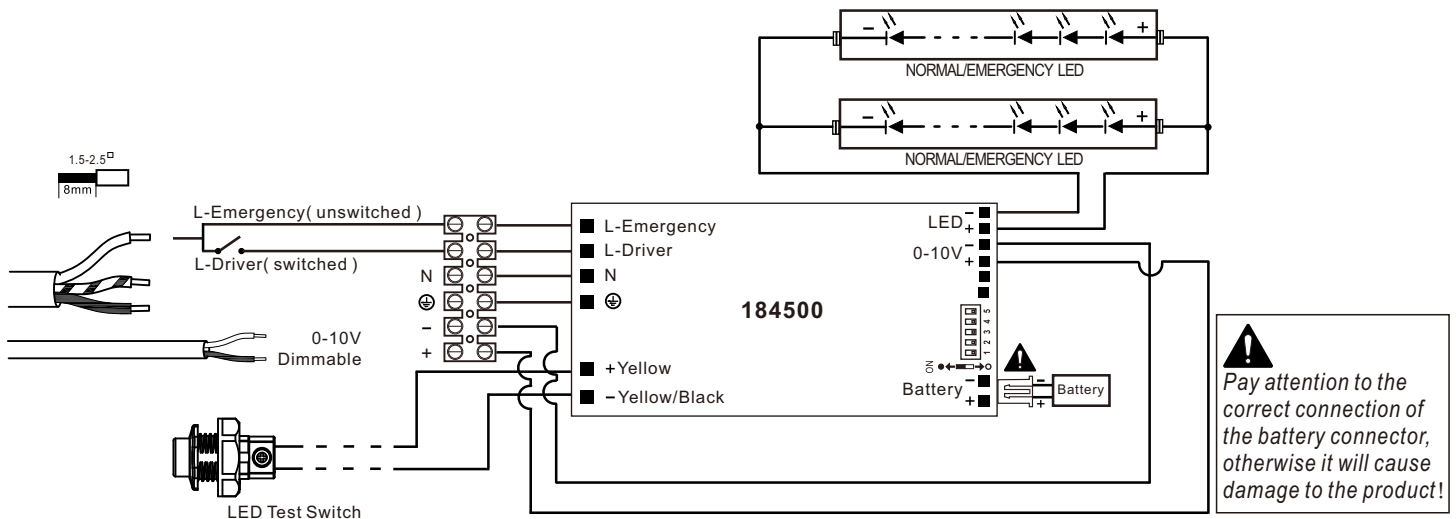 NORMAL/EMERGENCY LED
NORMAL/EMERGENCY LED
1.5-2.5□
8mm
L-Emergency( unswitched )
L-Driver( switched )
N
−
+
0-10V
Dimmable
L-Emergency
L-Driver
N
+Yellow
−Yellow/Black
184500
LED − +
0-10V − +
1 2 3 4 5
ON
Battery − +
− +
Battery
LED Test Switch
Pay attention to the
correct connection of
the battery connector,
otherwise it will cause
damage to the product!